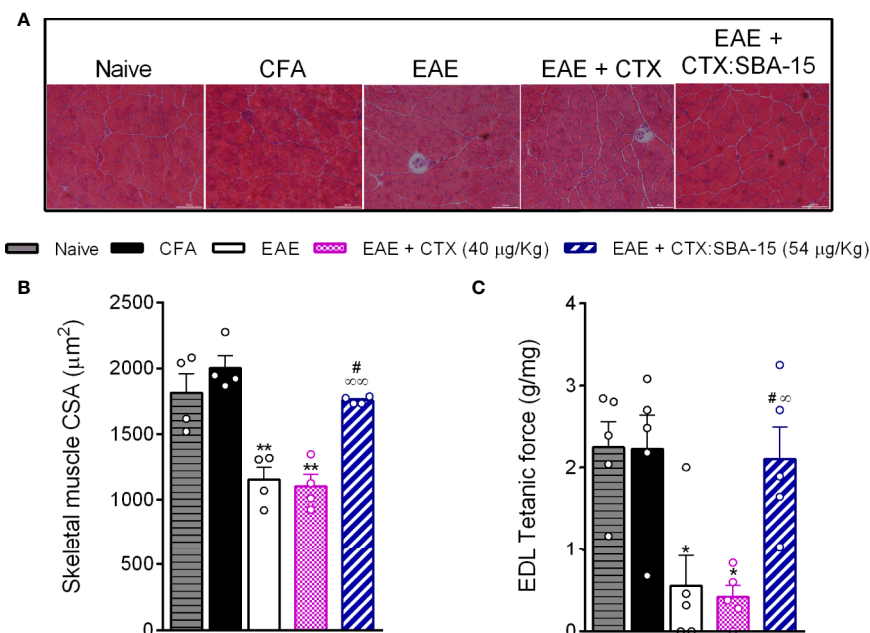 A
Naive CFA EAE EAE + CTX EAE + CTX:SBA-15
Naive CFA EAE EAE + CTX (40 μg/Kg) EAE + CTX:SBA-15 (54 μg/Kg)
B
Skeletal muscle CSA (μm²)
2500
2000
1500
1000
500
0
**
**
#
∞∞
C
EDL Tetanic force (g/mg)
4
3
2
1
0
*
*
# ∞